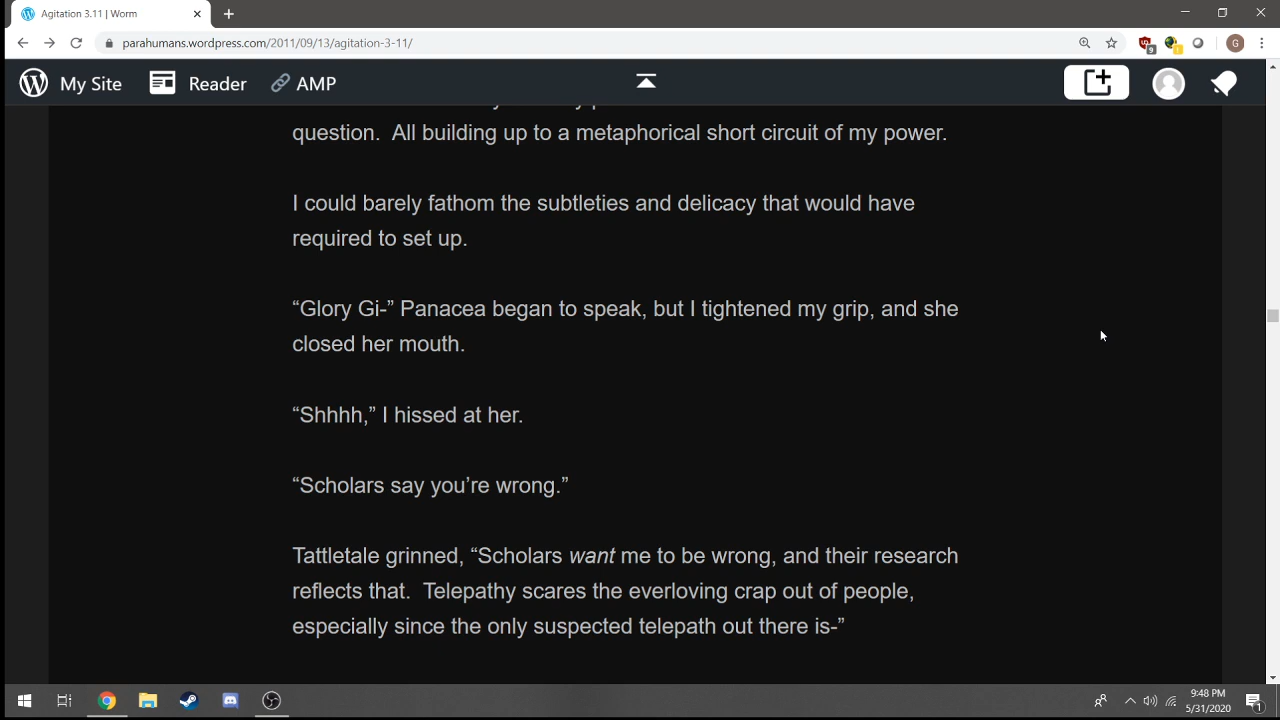 Agitation 3.11 | Worm
parahumans.wordpress.com/2011/09/13/agitation-3-11/
9
1
G
My Site
Reader
AMP
question.  All building up to a metaphorical short circuit of my power.
I could barely fathom the subtleties and delicacy that would have
required to set up.
“Glory Gi-” Panacea began to speak, but I tightened my grip, and she
closed her mouth.
“Shhhh,” I hissed at her.
“Scholars say you’re wrong.”
Tattletale grinned, “Scholars want me to be wrong, and their research
reflects that.  Telepathy scares the everloving crap out of people,
especially since the only suspected telepath out there is-”
9:48 PM
5/31/2020
1